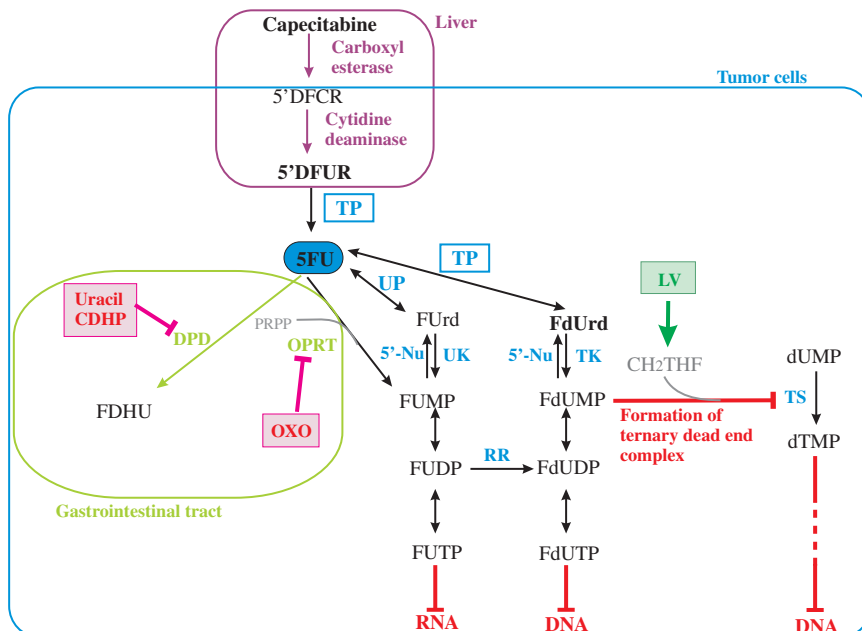 Capecitabine
Liver
Carboxyl
esterase
Tumor cells
5’DFCR
Cytidine
deaminase
5’DFUR
TP
5FU
TP
UP
LV
Uracil
CDHP
PRPP
DPD
OPRT
FUrd
FdUrd
5’-Nu
UK
5’-Nu
TK
CH2THF
dUMP
FDHU
OXO
FUMP
FdUMP
TS
Formation of
ternary dead end
complex
dTMP
FUDP
RR
FdUDP
Gastrointestinal tract
FUTP
FdUTP
RNA
DNA
DNA